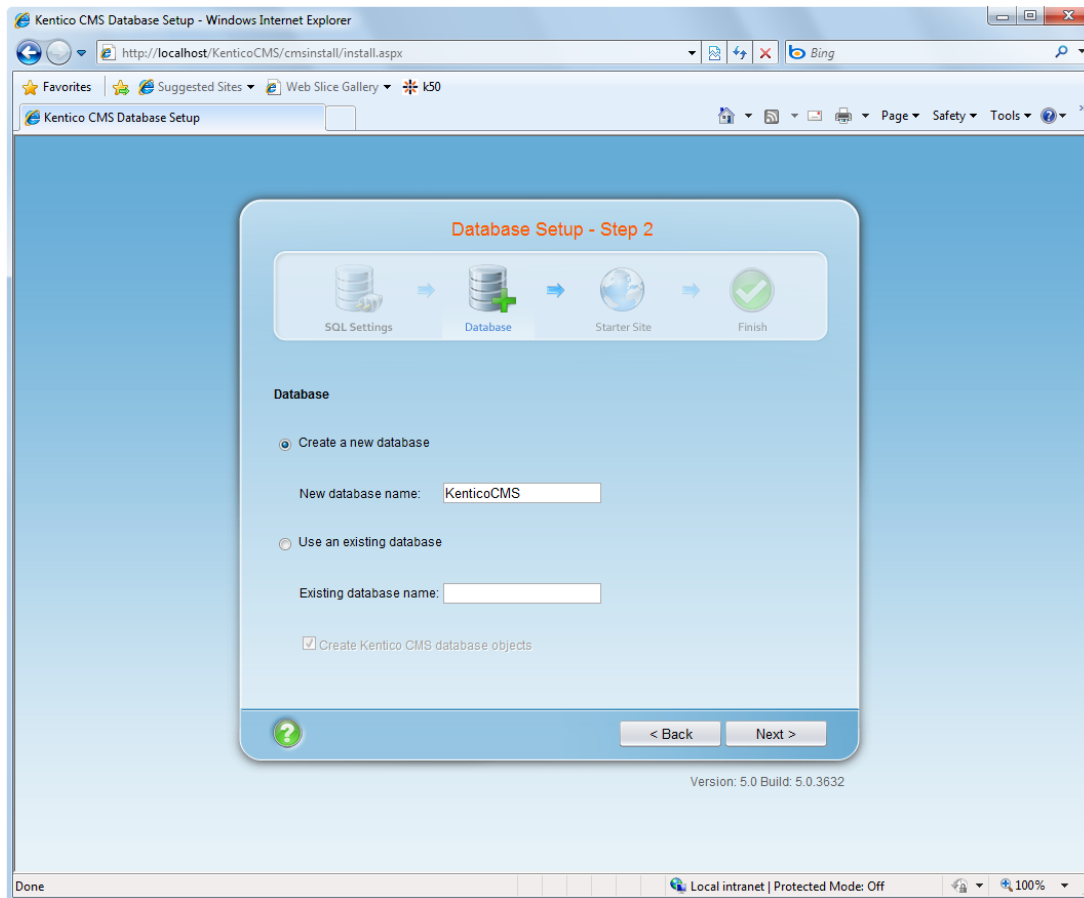 Kentico CMS Database Setup - Windows Internet Explorer
http://localhost/KenticoCMS/cmsinstall/install.aspx
Bing
Favorites Suggested Sites Web Slice Gallery k50
Kentico CMS Database Setup Page Safety Tools
Database Setup - Step 2
SQL Settings Database Starter Site Finish
Database
Create a new database
New database name: KenticoCMS
Use an existing database
Existing database name:
Create Kentico CMS database objects
< Back Next >
Version: 5.0 Build: 5.0.3632
Done Local intranet | Protected Mode: Off 100%